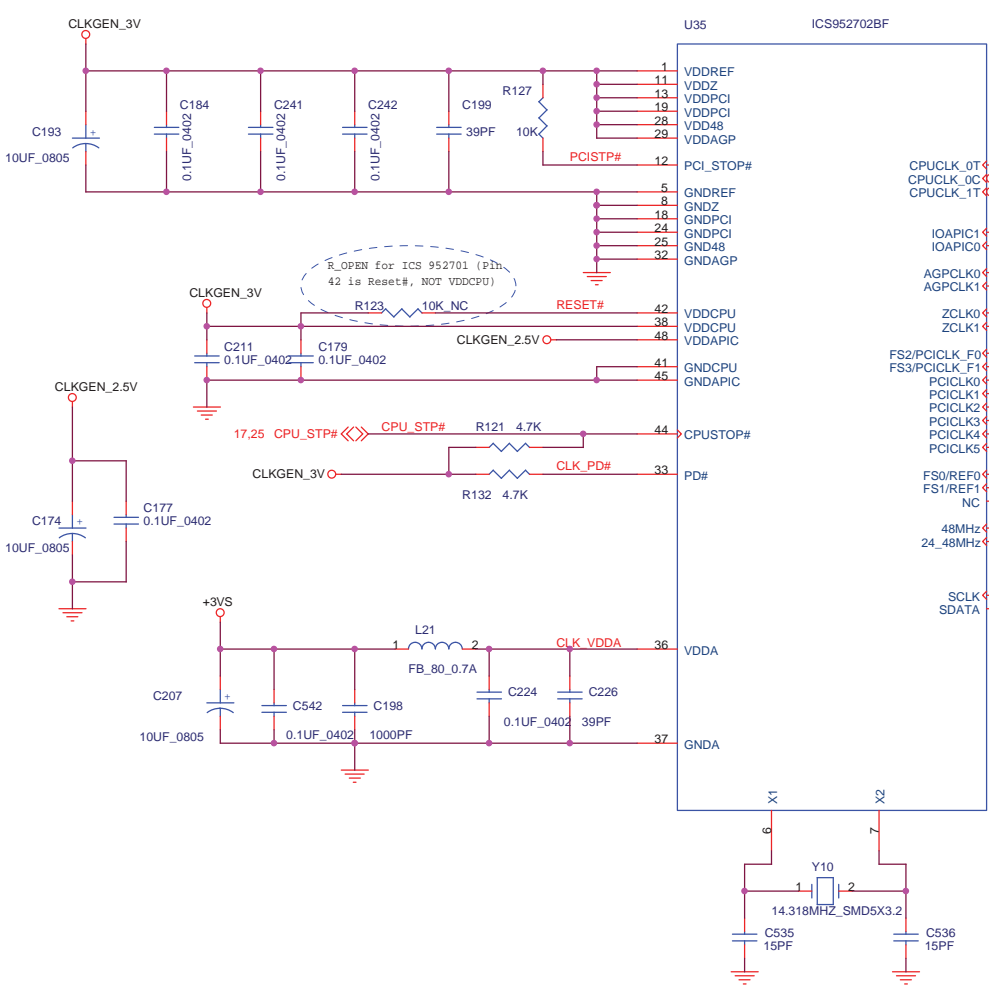 CLKGEN_3V
U35
ICS952702BF
C193
10UF_0805
C184
0.1UF_0402
C241
0.1UF_0402
C242
0.1UF_0402
C199
39PF
R127
10K
PCISTP#
1 VDDREF
11 VDDZ
13 VDDPCI
19 VDDPCI
28 VDD48
29 VDDAGP
12 PCI_STOP#
5 GNDREF
8 GNDZ
18 GNDPCI
24 GNDPCI
25 GND48
32 GNDAGP
CPUCLK_0T
CPUCLK_0C
CPUCLK_1T
IOAPIC1
IOAPIC0
AGPCLK0
AGPCLK1
ZCLK0
ZCLK1
FS2/PCICLK_F0
FS3/PCICLK_F1
PCICLK0
PCICLK1
PCICLK2
PCICLK3
PCICLK4
PCICLK5
FS0/REF0
FS1/REF1
NC
48MHz
24_48MHz
SCLK
SDATA
R_OPEN for ICS 952701 (Pin
42 is Reset#, NOT VDDCPU)
CLKGEN_3V
R123
10K_NC
RESET#
42 VDDCPU
38 VDDCPU
CLKGEN_2.5V
48 VDDAPIC
C211
0.1UF_0402
C179
0.1UF_0402
41 GNDCPU
45 GNDAPIC
CLKGEN_2.5V
17,25 CPU_STP#
CPU_STP#
R121 4.7K
44 CPUSTOP#
CLKGEN_3V
CLK_PD#
33 PD#
R132 4.7K
C174
10UF_0805
C177
0.1UF_0402
+3VS
L21
1
2
FB_80_0.7A
CLK_VDDA
36 VDDA
C207
10UF_0805
C542
0.1UF_0402
C198
1000PF
C224
0.1UF_0402
C226
39PF
37 GNDA
X1
X2
6
7
Y10
1
2
14.318MHZ_SMD5X3.2
C535
15PF
C536
15PF